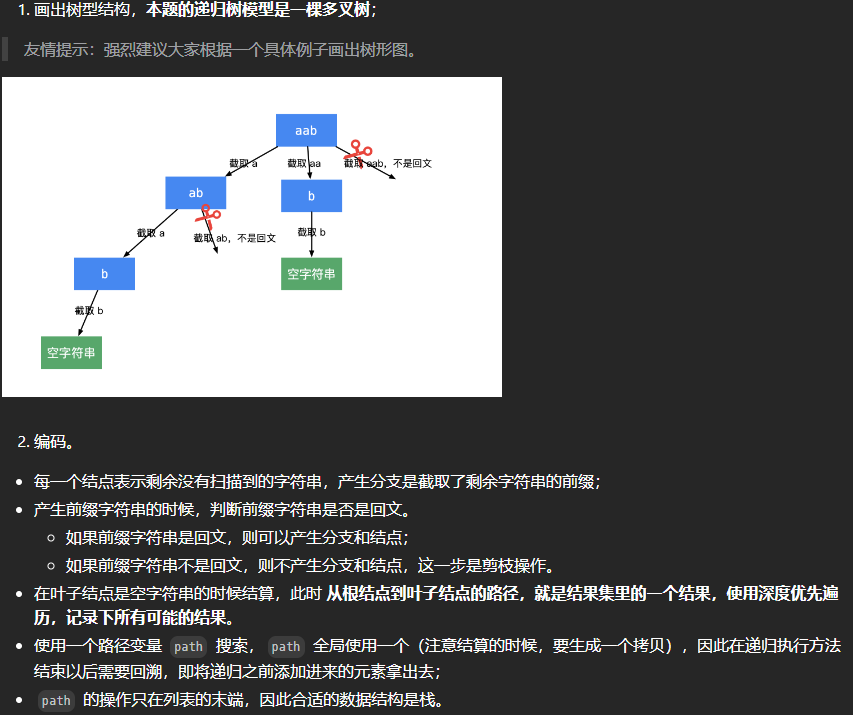 1. 画出树型结构，本题的递归树模型是一棵多叉树；
友情提示：强烈建议大家根据一个具体例子画出树形图。
aab
截取 a
截取 aa
截取 aab，不是回文
ab
b
截取 a
截取 ab，不是回文
截取 b
b
空字符串
截取 b
空字符串
2. 编码。
每一个结点表示剩余没有扫描到的字符串，产生分支是截取了剩余字符串的前缀；
产生前缀字符串的时候，判断前缀字符串是否是回文。
如果前缀字符串是回文，则可以产生分支和结点；
如果前缀字符串不是回文，则不产生分支和结点，这一步是剪枝操作。
在叶子结点是空字符串的时候结算，此时 从根结点到叶子结点的路径，就是结果集里的一个结果，使用深度优先遍
历，记录下所有可能的结果。
使用一个路径变量 path 搜索， path 全局使用一个（注意结算的时候，要生成一个拷贝），因此在递归执行方法
结束以后需要回溯，即将递归之前添加进来的元素拿出去；
path 的操作只在列表的末端，因此合适的数据结构是栈。